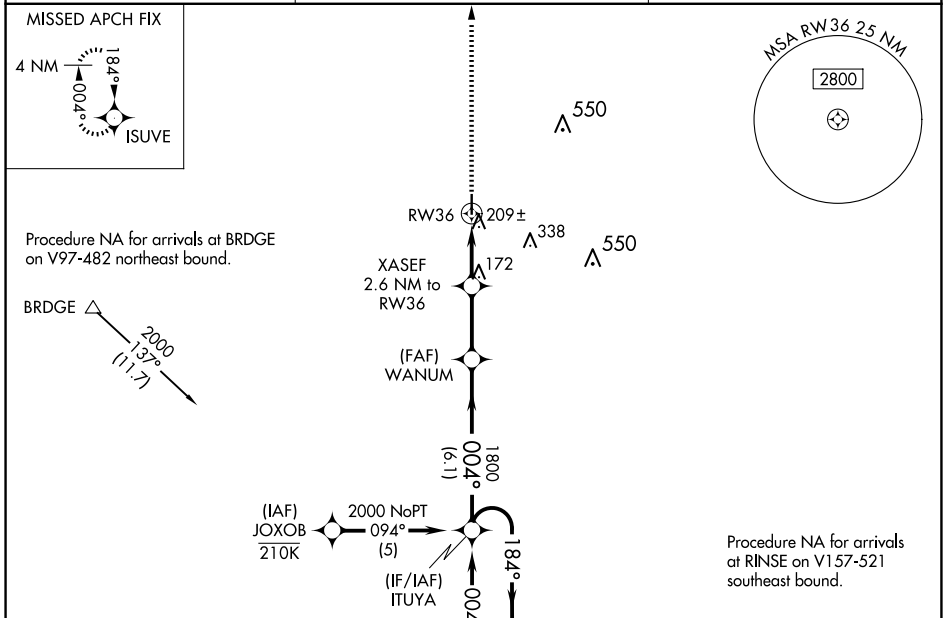 MISSED APCH FIX
4 NM
184°
004°
ISUVE
MSA RW36 25 NM
2800
550
RW36
209±
338
550
172
XASEF
2.6 NM to
RW36
Procedure NA for arrivals at BRDGE
on V97-482 northeast bound.
BRDGE
2000
137°
(11.7)
(FAF)
WANUM
1800
004°
(6.1)
(IAF)
JOXOB
210K
2000 NoPT
094°
(5)
(IF/IAF)
ITUYA
184°
004
Procedure NA for arrivals
at RINSE on V157-521
southeast bound.